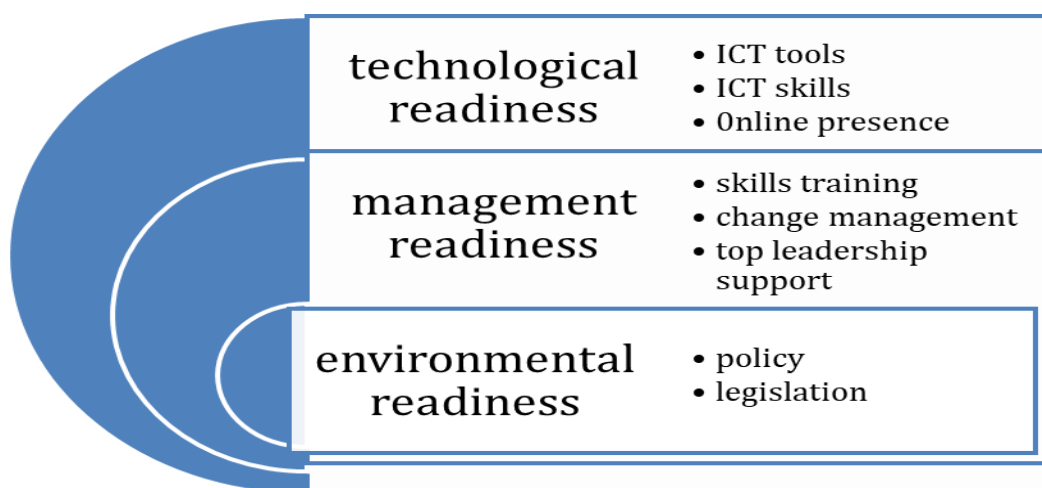 technological
readiness
• ICT tools
• ICT skills
• 0nline presence
management
readiness
• skills training
• change management
• top leadership
support
environmental
readiness
• policy
• legislation